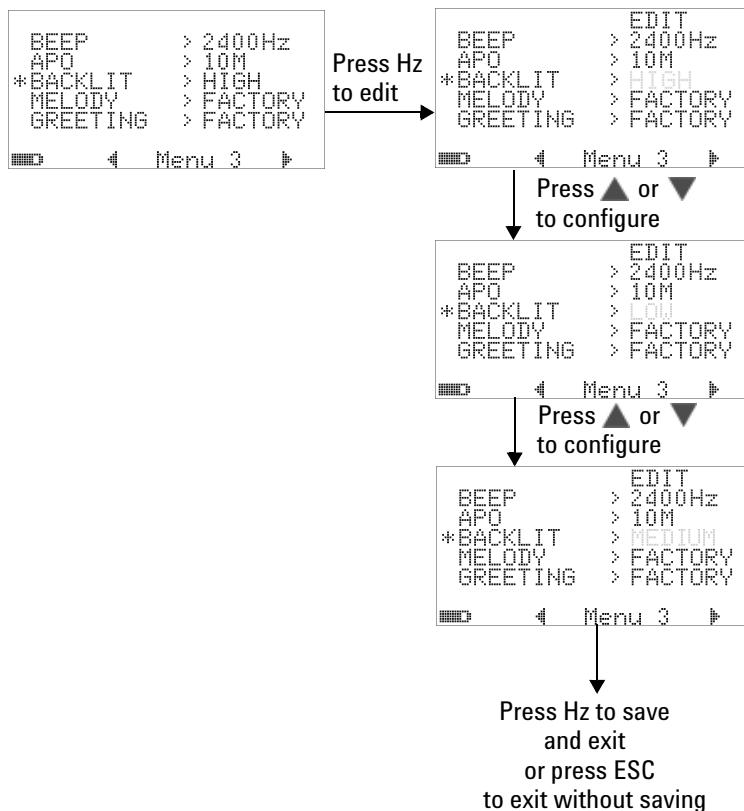 BEEP > 2400Hz
APO > 10M
*BACKLIT > HIGH
MELODY > FACTORY
GREETING > FACTORY
Menu 3
Press Hz
to edit
EDIT
BEEP > 2400Hz
APO > 10M
*BACKLIT > HIGH
MELODY > FACTORY
GREETING > FACTORY
Menu 3
Press ▲ or ▼
to configure
EDIT
BEEP > 2400Hz
APO > 10M
*BACKLIT > LOW
MELODY > FACTORY
GREETING > FACTORY
Menu 3
Press ▲ or ▼
to configure
EDIT
BEEP > 2400Hz
APO > 10M
*BACKLIT > MEDIUM
MELODY > FACTORY
GREETING > FACTORY
Menu 3
Press Hz to save
and exit
or press ESC
to exit without saving